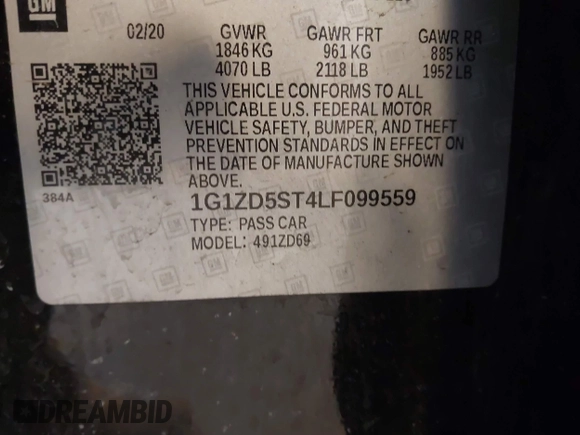 GM
02/20 GVWR GAWR FRT GAWR RR
1846 KG 961 KG 885 KG
4070 LB 2118 LB 1952 LB
THIS VEHICLE CONFORMS TO ALL
APPLICABLE U.S. FEDERAL MOTOR
VEHICLE SAFETY, BUMPER, AND THEFT
PREVENTION STANDARDS IN EFFECT ON
THE DATE OF MANUFACTURE SHOWN
ABOVE.
384A
1G1ZD5ST4LF099559
TYPE: PASS CAR
MODEL: 491ZD69
DREAMBID